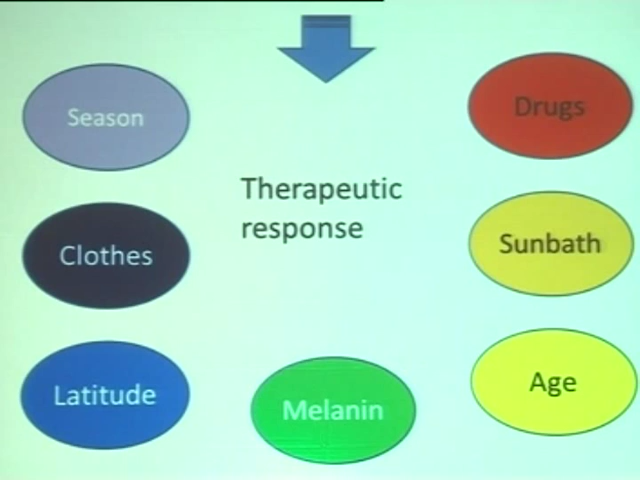 Season
Drugs
Therapeutic
response
Clothes
Sunbath
Latitude
Melanin
Age